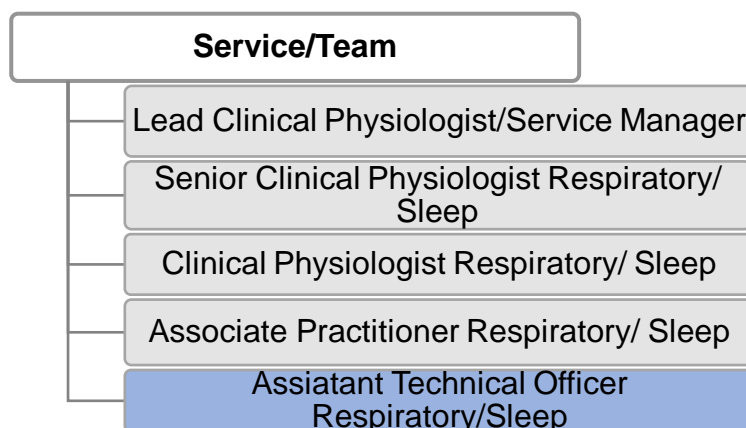 Service/Team
Lead Clinical Physiologist/Service Manager
Senior Clinical Physiologist Respiratory/
Sleep
Clinical Physiologist Respiratory/ Sleep
Associate Practitioner Respiratory/ Sleep
Assiatant Technical Officer
Respiratory/Sleep